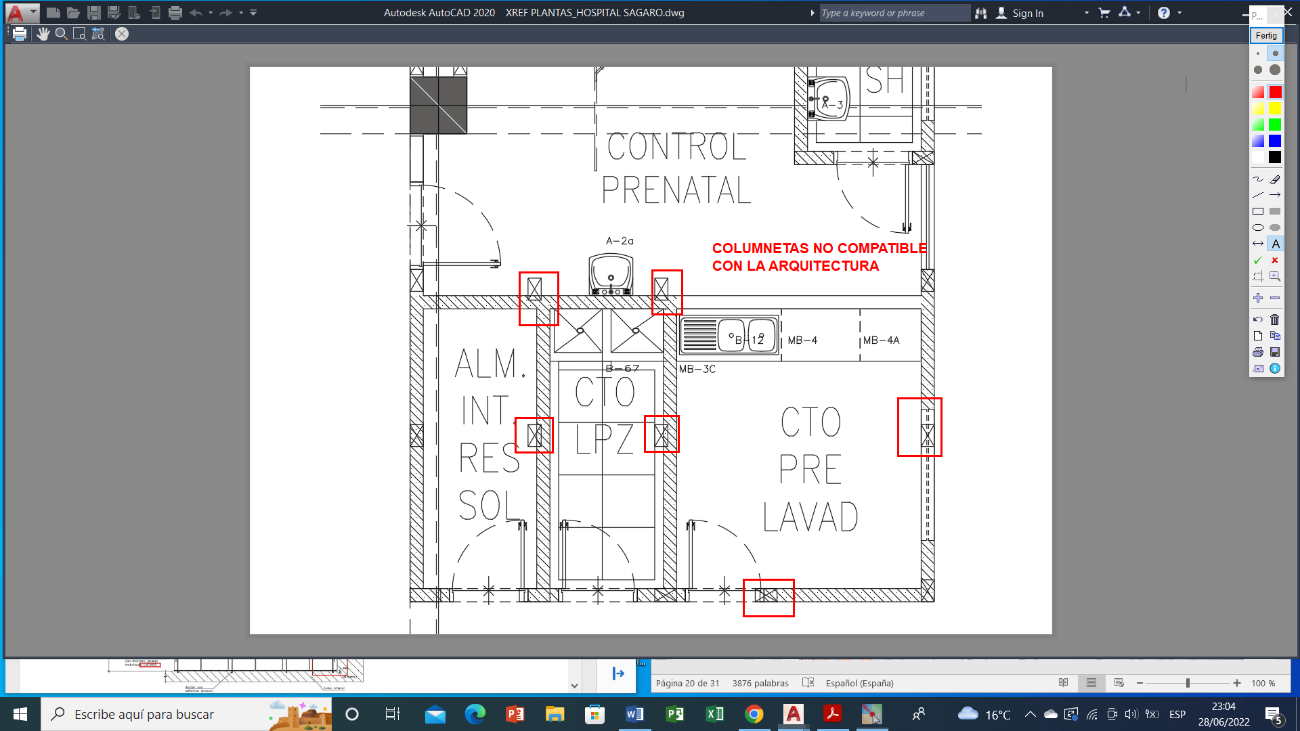 Autodesk AutoCAD 2020 XREF PLANTAS_HOSPITAL SAGARO.dwg
Type a keyword or phrase
Sign In
P...
Fertig
SH
A-3
CONTROL
PRENATAL
A-2a
COLUMNETAS NO COMPATIBLE
CON LA ARQUITECTURA
B-12
MB-4
MB-4A
B-67
MB-3C
ALM.
INT.
RES
SOL
CTO
LPZ
CTO
PRE
LAVAD
A
Página 20 de 31
3876 palabras
Español (España)
100 %
Escribe aquí para buscar
16°C
ESP
23:04
28/06/2022
5